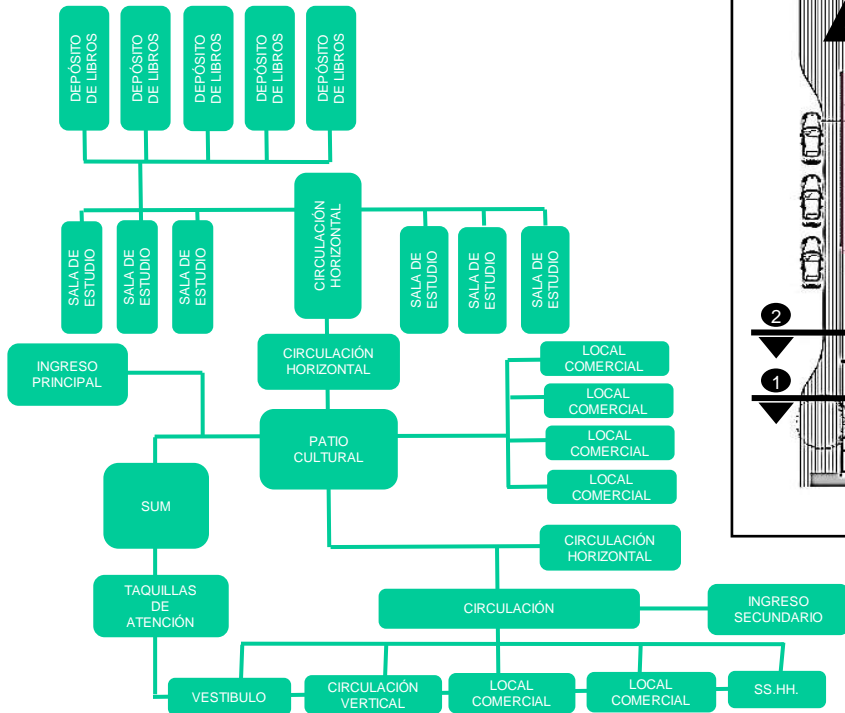 DEPÓSITO
DE LIBROS
DEPÓSITO
DE LIBROS
DEPÓSITO
DE LIBROS
DEPÓSITO
DE LIBROS
DEPÓSITO
DE LIBROS
CIRCULACIÓN
HORIZONTAL
SALA DE
ESTUDIO
SALA DE
ESTUDIO
SALA DE
ESTUDIO
SALA DE
ESTUDIO
SALA DE
ESTUDIO
SALA DE
ESTUDIO
2
1
INGRESO
PRINCIPAL
CIRCULACIÓN
HORIZONTAL
LOCAL
COMERCIAL
LOCAL
COMERCIAL
LOCAL
COMERCIAL
LOCAL
COMERCIAL
PATIO
CULTURAL
SUM
CIRCULACIÓN
HORIZONTAL
TAQUILLAS
DE
ATENCIÓN
CIRCULACIÓN
INGRESO
SECUNDARIO
VESTIBULO
CIRCULACIÓN
VERTICAL
LOCAL
COMERCIAL
LOCAL
COMERCIAL
SS.HH.